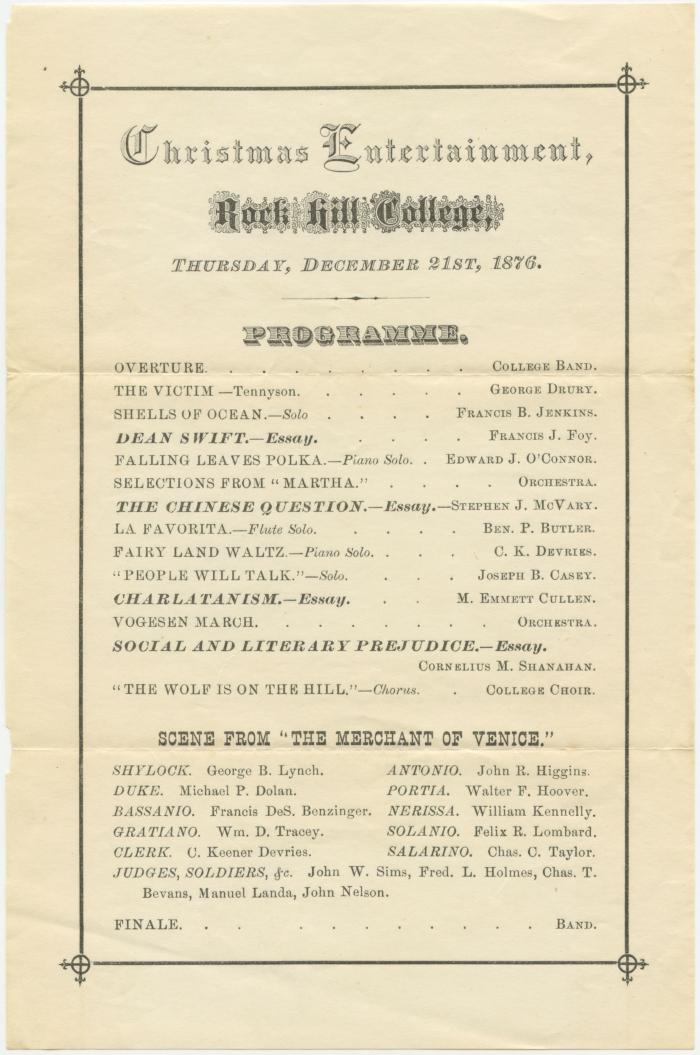 Christmas Entertainment,
Rock Hill College,
THURSDAY, DECEMBER 21ST, 1876.
PROGRAMME.
OVERTURE. . . . . . . . . COLLEGE BAND.
THE VICTIM —Tennyson. . . . . . GEORGE DRURY.
SHELLS OF OCEAN.—Solo . . . . FRANCIS B. JENKINS.
DEAN SWIFT.—Essay. . . . . FRANCIS J. FOY.
FALLING LEAVES POLKA.—Piano Solo. . EDWARD J. O'CONNOR.
SELECTIONS FROM "MARTHA." . . . . ORCHESTRA.
THE CHINESE QUESTION.—Essay.—STEPHEN J. MCVARY.
LA FAVORITA.—Flute Solo. . . . . BEN. P. BUTLER.
FAIRY LAND WALTZ.—Piano Solo. . . . C. K. DEVRIES.
"PEOPLE WILL TALK."—Solo. . . . JOSEPH B. CASEY.
CHARLATANISM.—Essay. . . M. EMMETT CULLEN.
VOGESEN MARCH. . . . . . . . ORCHESTRA.
SOCIAL AND LITERARY PREJUDICE.—Essay.
CORNELIUS M. SHANAHAN.
"THE WOLF IS ON THE HILL."—Chorus. . COLLEGE CHOIR.
SCENE FROM "THE MERCHANT OF VENICE."
SHYLOCK. George B. Lynch. ANTONIO. John R. Higgins.
DUKE. Michael P. Dolan. PORTIA. Walter F. Hoover.
BASSANIO. Francis DeS. Benzinger. NERISSA. William Kennelly.
GRATIANO. Wm. D. Tracey. SOLANIO. Felix R. Lombard.
CLERK. C. Keener Devries. SALARINO. Chas. C. Taylor.
JUDGES, SOLDIERS, &c. John W. Sims, Fred. L. Holmes, Chas. T.
Bevans, Manuel Landa, John Nelson.
FINALE. . . . . . . . . . BAND.